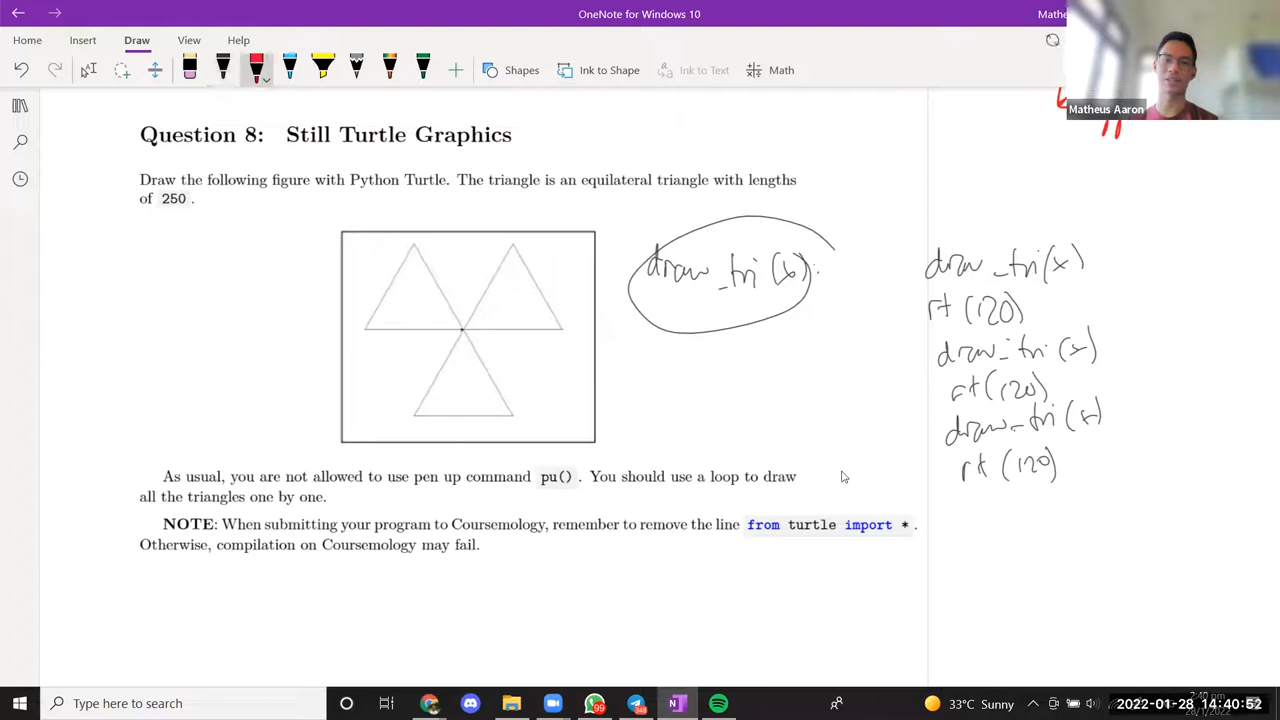 OneNote for Windows 10
Mathe
Home Insert Draw View Help
Shapes Ink to Shape Ink to Text Math
Matheus Aaron
Question 8: Still Turtle Graphics
Draw the following figure with Python Turtle. The triangle is an equilateral triangle with lengths
of 250 .
draw_tri(x):
draw_tri(x)
rt(120)
draw_tri(x)
rt(120)
draw_tri(x)
rt(120)
As usual, you are not allowed to use pen up command pu() . You should use a loop to draw
all the triangles one by one.
NOTE: When submitting your program to Coursemology, remember to remove the line from turtle import * .
Otherwise, compilation on Coursemology may fail.
Type here to search
99
33°C Sunny
2022-01-28 14:40:52